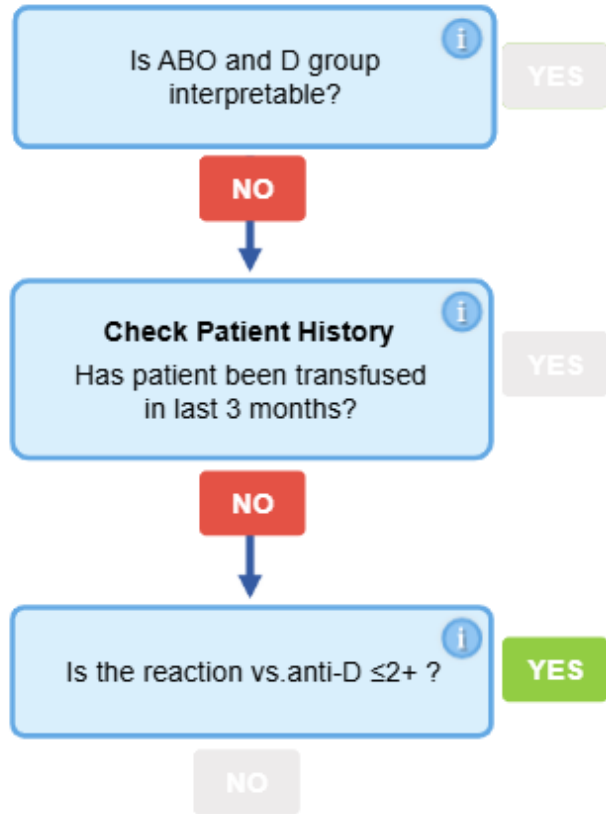 i
Is ABO and D group
interpretable?
YES
NO
i
Check Patient History
Has patient been transfused
in last 3 months?
YES
NO
i
Is the reaction vs.anti-D ≤2+ ?
YES
NO